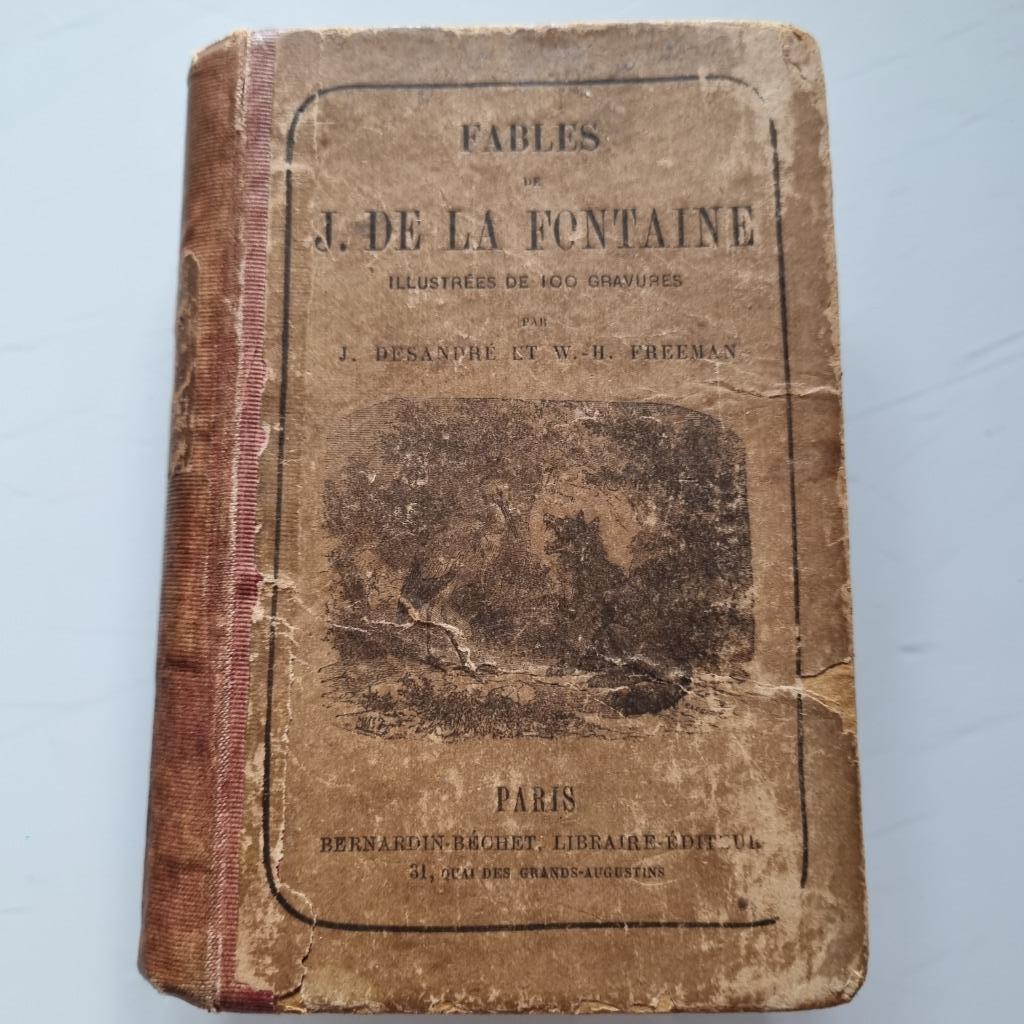 FABLES
DE
J. DE LA FONTAINE
ILLUSTRÉES DE 100 GRAVURES
PAR
J. DESANDRÉ ET W.-H. FREEMAN
PARIS
BERNARDIN-BÉCHET, LIBRAIRE-ÉDITEUR
31, QUAI DES GRANDS-AUGUSTINS